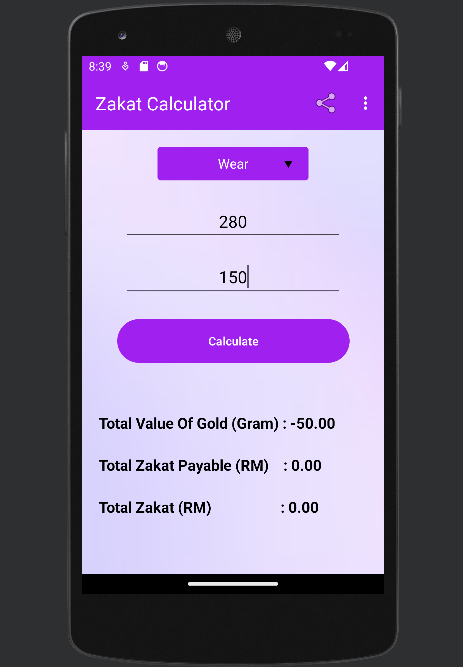 8:39
Zakat Calculator
Wear
280
150
Calculate
Total Value Of Gold (Gram) : -50.00
Total Zakat Payable (RM) : 0.00
Total Zakat (RM) : 0.00